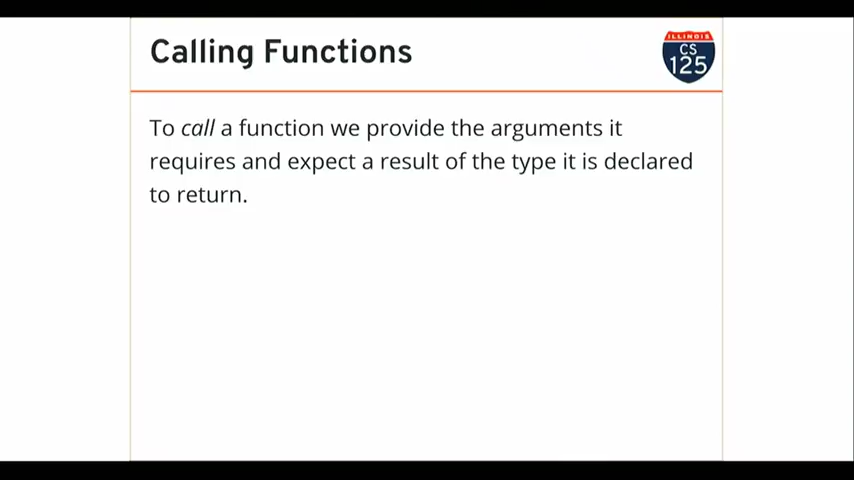 Calling Functions
ILLINOIS
CS
125
To call a function we provide the arguments it
requires and expect a result of the type it is declared
to return.